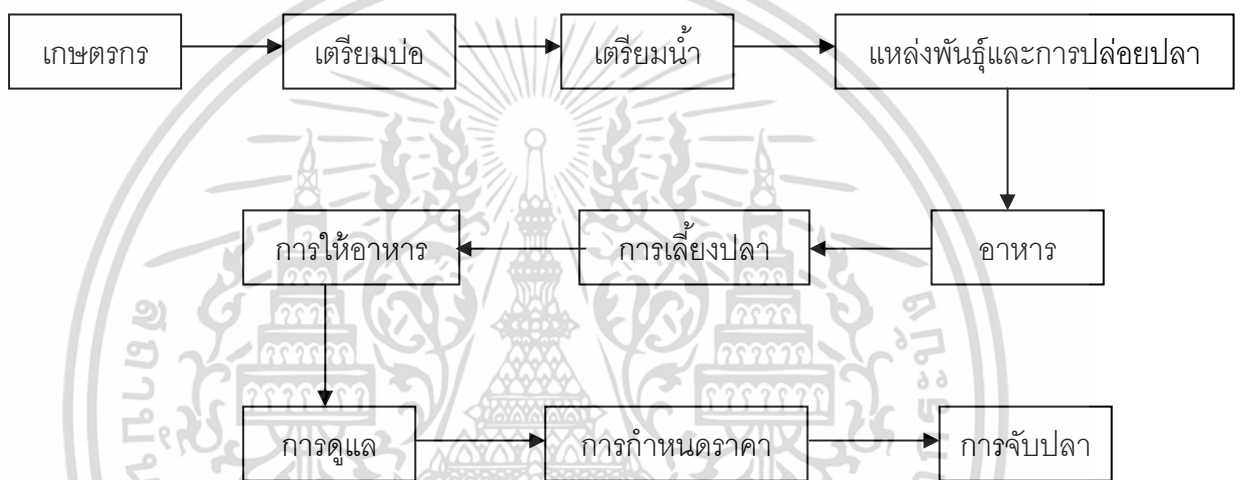 เกษตรกร
เตรียมบ่อ
เตรียมน้ำ
แหล่งพันธุ์และการปล่อยปลา
อาหาร
การเลี้ยงปลา
การให้อาหาร
การดูแล
การกำหนดราคา
การจับปลา